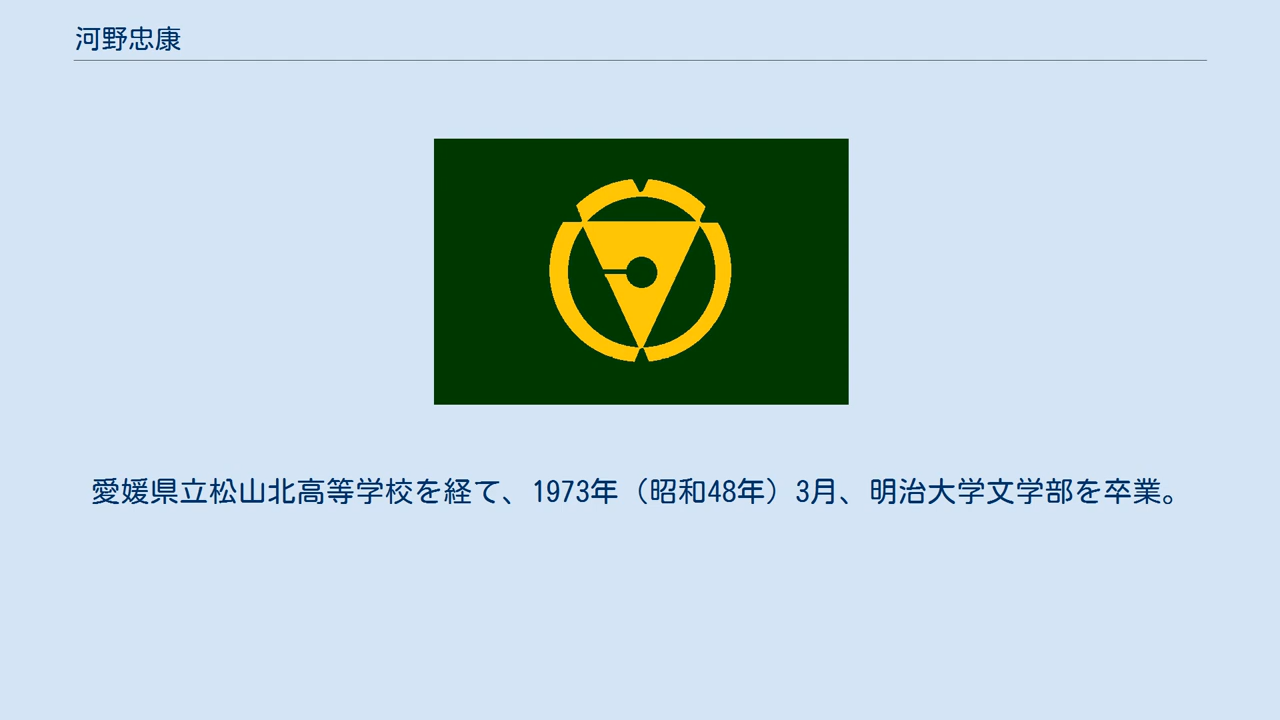 河野忠康
愛媛県立松山北高等学校を経て、1973年（昭和48年）3月、明治大学文学部を卒業。